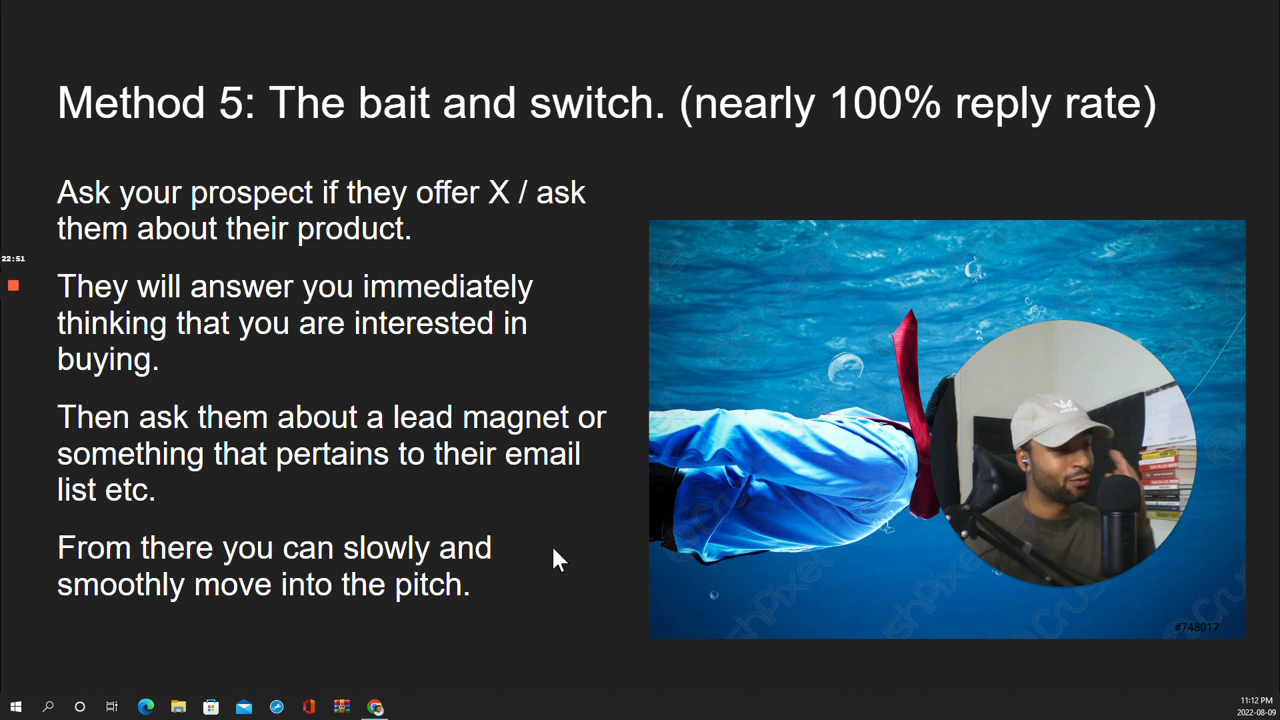 Method 5: The bait and switch. (nearly 100% reply rate)
Ask your prospect if they offer X / ask
them about their product.
22:51
They will answer you immediately
thinking that you are interested in
buying.
Then ask them about a lead magnet or
something that pertains to their email
list etc.
From there you can slowly and
smoothly move into the pitch.
#748017
11:12 PM
2022-08-09